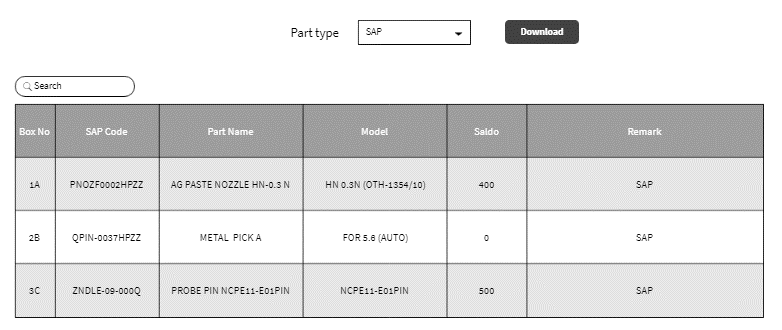 Part type SAP Download
Search
Box No SAP Code Part Name Model Saldo Remark
1A PNOZF0002HPZZ AG PASTE NOZZLE HN-0.3 N HN 0.3N (OTH-1354/10) 400 SAP
2B QPIN-0037HPZZ METAL PICK A FOR 5.6 (AUTO) 0 SAP
3C ZNDLE-09-000Q PROBE PIN NCPE11-E01PIN NCPE11-E01PIN 500 SAP